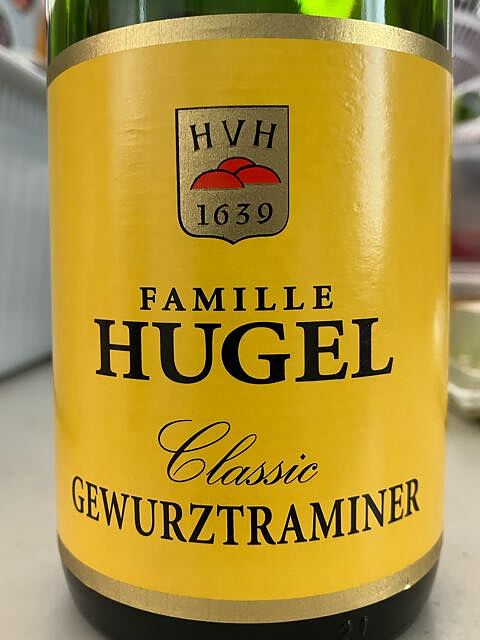 HVH
1639
FAMILLE
HUGEL
Classic
GEWURZTRAMINER